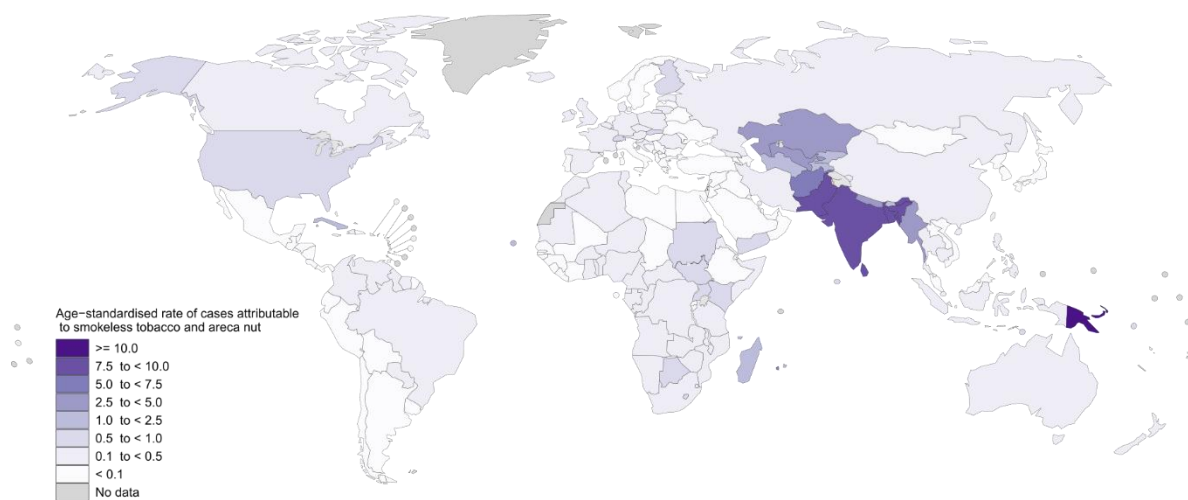 Age−standardised rate of cases attributable
to smokeless tobacco and areca nut
>= 10.0
7.5 to < 10.0
5.0 to < 7.5
2.5 to < 5.0
1.0 to < 2.5
0.5 to < 1.0
0.1 to < 0.5
< 0.1
No data